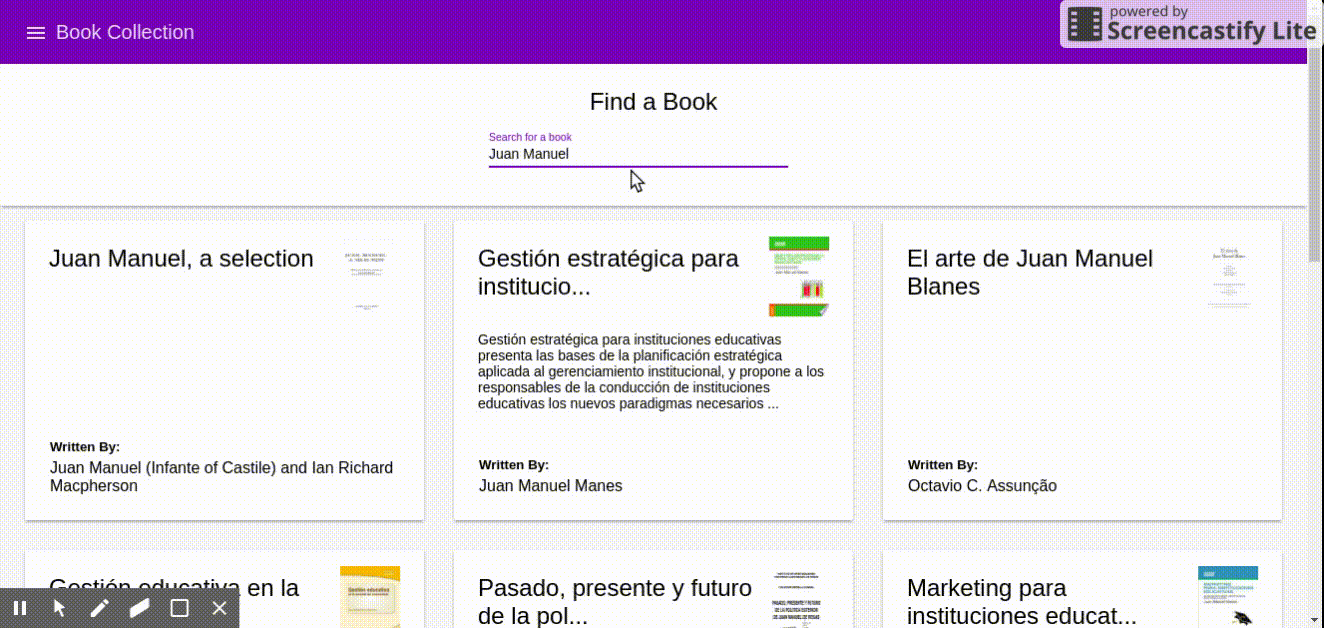 Book Collection
powered by
Screencastify Lite
Find a Book
Search for a book
Juan Manuel
Juan Manuel, a selection
Written By:
Juan Manuel (Infante of Castile) and Ian Richard
Macpherson
Gestión estratégica para
institucio...
Gestión estratégica para instituciones educativas
presenta las bases de la planificación estratégica
aplicada al gerenciamiento institucional, y propone a los
responsables de la conducción de instituciones
educativas los nuevos paradigmas necesarios ...
Written By:
Juan Manuel Manes
El arte de Juan Manuel
Blanes
Written By:
Octavio C. Assunção
Gestión educativa en la
Gestión educativa
Pasado, presente y futuro
de la pol...
Marketing para
instituciones educat...